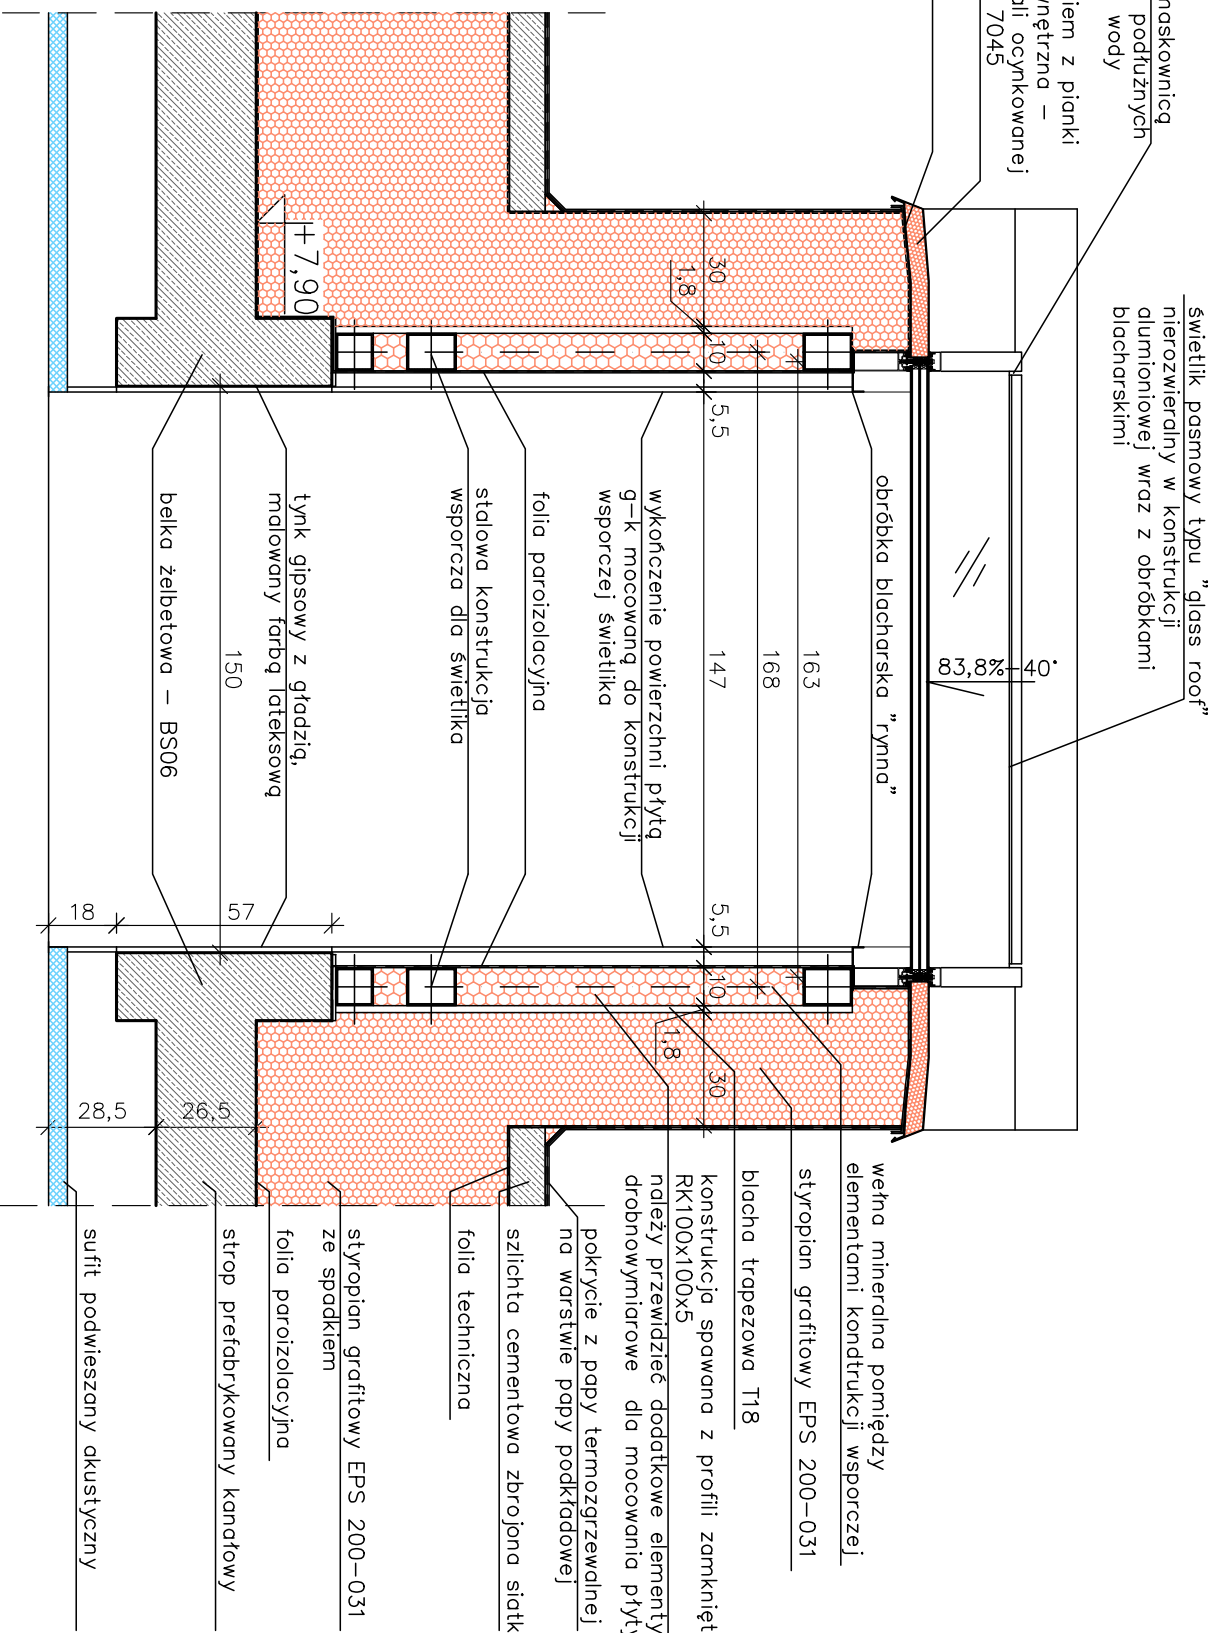 naskownicą
podłużnych
wody
iem z pianki
wnętrzna –
ali ocynkowanej
7045
świetlik pasmowy typu "glass roof"
nierozwieralny w konstrukcji
alumioniowej wraz z obróbkami
blacharskimi
83,8%
40°
+7,90
30
1,8
10
5,5
163
168
147
150
5,5
10
1,8
30
18
57
28,5
26,5
obróbka blacharska "rynna"
wykończenie powierzchni płytą
g–k mocowaną do konstrukcji
wsporczej świetlika
folia paroizolacyjna
stalowa konstrukcja
wsporcza dla świetlika
tynk gipsowy z gładzią,
malowany farbą lateksową
belka żelbetowa – BS06
wełna mineralna pomiędzy
elementami kondtrukcji wsporczej
styropian grafitowy EPS 200–031
blacha trapezowa T18
konstrukcja spawana z profili zamknięt
RK100x100x5
należy przewidzieć dodatkowe elementy
drobnowymiarowe dla mocowania płyty
pokrycie z papy termozgrzewalnej
na warstwie papy podkładowej
szlichta cementowa zbrojona siatk
folia techniczna
styropian grafitowy EPS 200–031
ze spadkiem
folia paroizolacyjna
strop prefabrykowany kanałowy
sufit podwieszany akustyczny